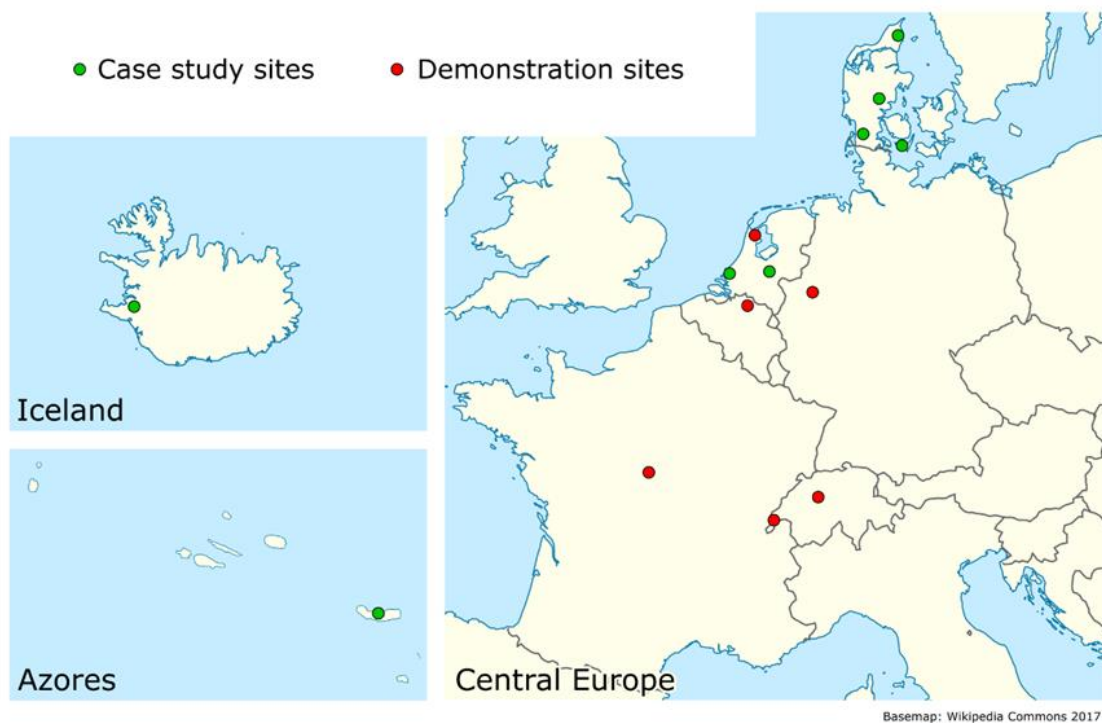 Case study sites
Demonstration sites
Iceland
Azores
Central Europe
Basemap: Wikipedia Commons 2017